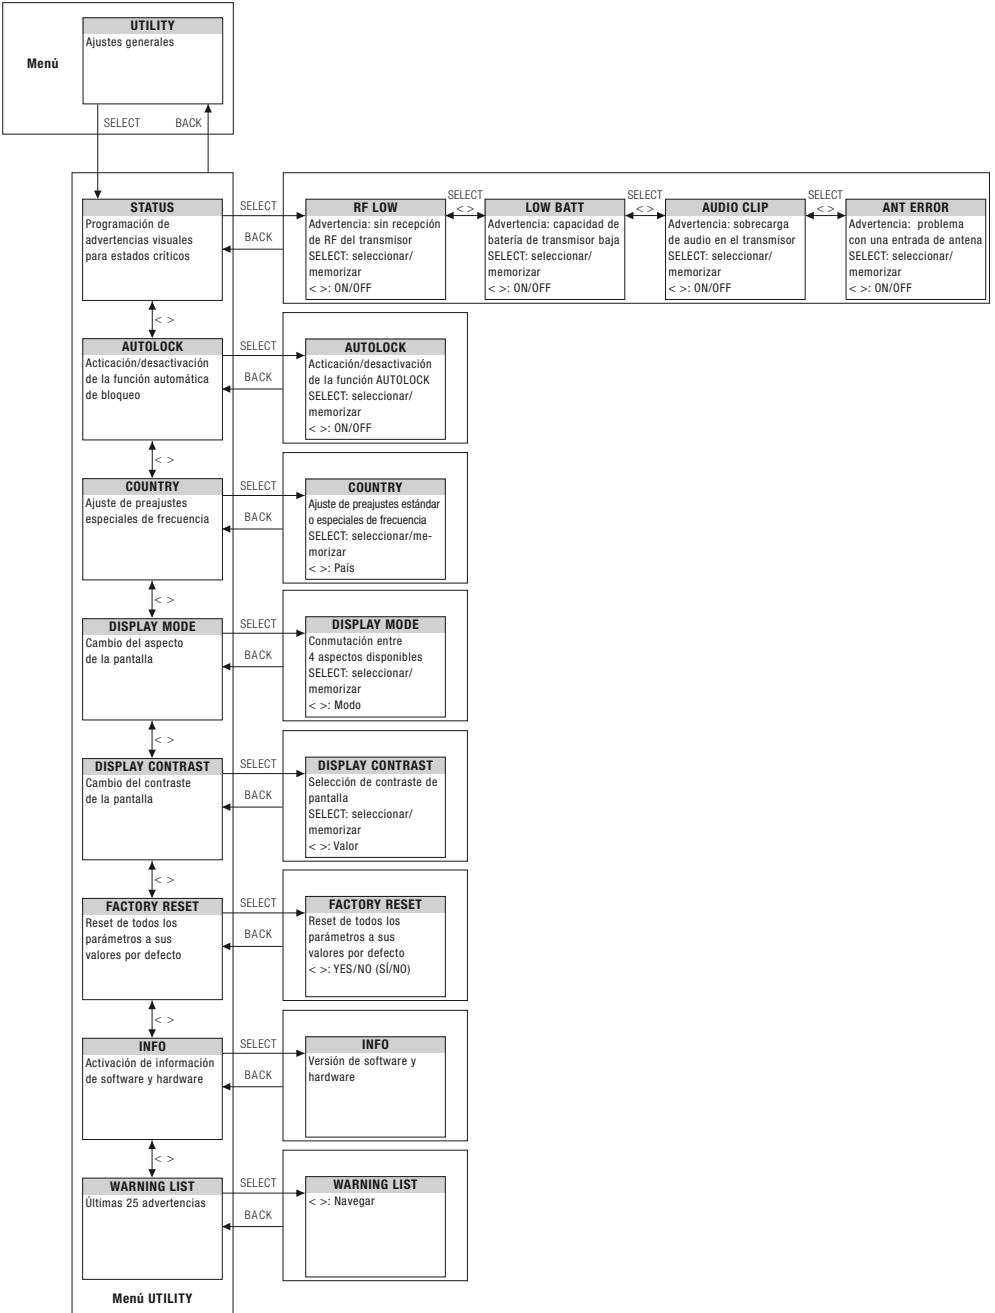 UTILITY
Ajustes generales
Menú
SELECT
BACK
STATUS
Programación de
advertencias visuales
para estados críticos
SELECT
BACK
RF LOW
Advertencia: sin recepción
de RF del transmisor
SELECT: seleccionar/
memorizar
< >: ON/OFF
SELECT
< >
LOW BATT
Advertencia: capacidad de
batería de transmisor baja
SELECT: seleccionar/
memorizar
< >: ON/OFF
SELECT
< >
AUDIO CLIP
Advertencia: sobrecarga
de audio en el transmisor
SELECT: seleccionar/
memorizar
< >: ON/OFF
SELECT
< >
ANT ERROR
Advertencia: problema
con una entrada de antena
SELECT: seleccionar/
memorizar
< >: ON/OFF
< >
AUTOLOCK
Acticación/desactivación
de la función automática
de bloqueo
SELECT
BACK
AUTOLOCK
Acticación/desactivación
de la función AUTOLOCK
SELECT: seleccionar/
memorizar
< >: ON/OFF
< >
COUNTRY
Ajuste de preajustes
especiales de frecuencia
SELECT
BACK
COUNTRY
Ajuste de preajustes estándar
o especiales de frecuencia
SELECT: seleccionar/me-
morizar
< >: País
< >
DISPLAY MODE
Cambio del aspecto
de la pantalla
SELECT
BACK
DISPLAY MODE
Conmutación entre
4 aspectos disponibles
SELECT: seleccionar/
memorizar
< >: Modo
< >
DISPLAY CONTRAST
Cambio del contraste
de la pantalla
SELECT
BACK
DISPLAY CONTRAST
Selección de contraste de
pantalla
SELECT: seleccionar/
memorizar
< >: Valor
< >
FACTORY RESET
Reset de todos los
parámetros a sus
valores por defecto
SELECT
BACK
FACTORY RESET
Reset de todos los
parámetros a sus
valores por defecto
< >: YES/NO (SÍ/NO)
< >
INFO
Activación de información
de software y hardware
SELECT
BACK
INFO
Versión de software y
hardware
< >
WARNING LIST
Últimas 25 advertencias
SELECT
BACK
WARNING LIST
< >: Navegar
Menú UTILITY